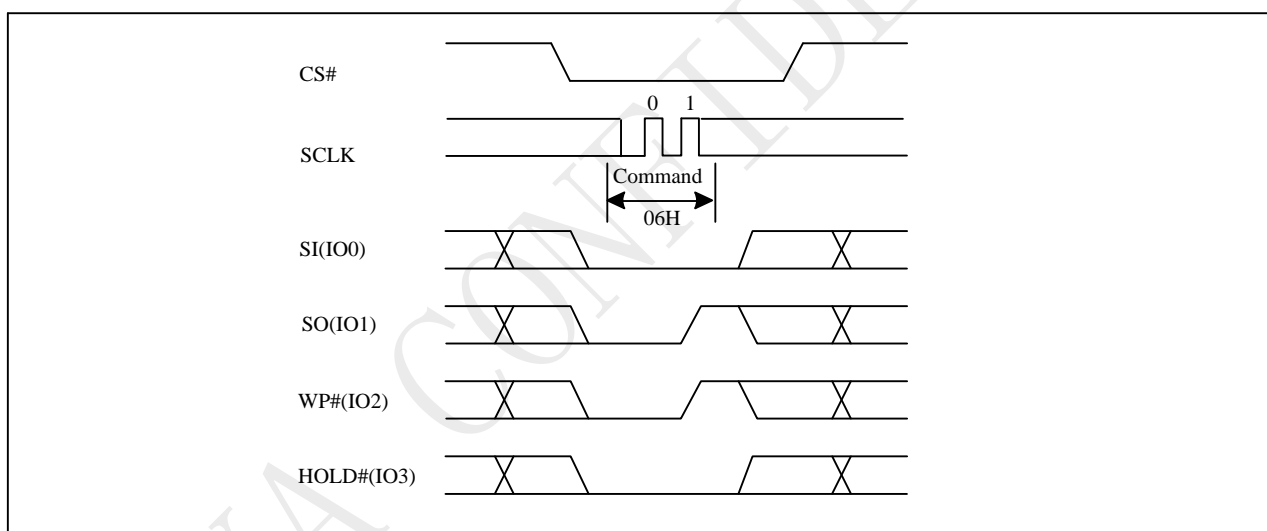 CS#
0 1
SCLK
Command
06H
SI(IO0)
SO(IO1)
WP#(IO2)
HOLD#(IO3)